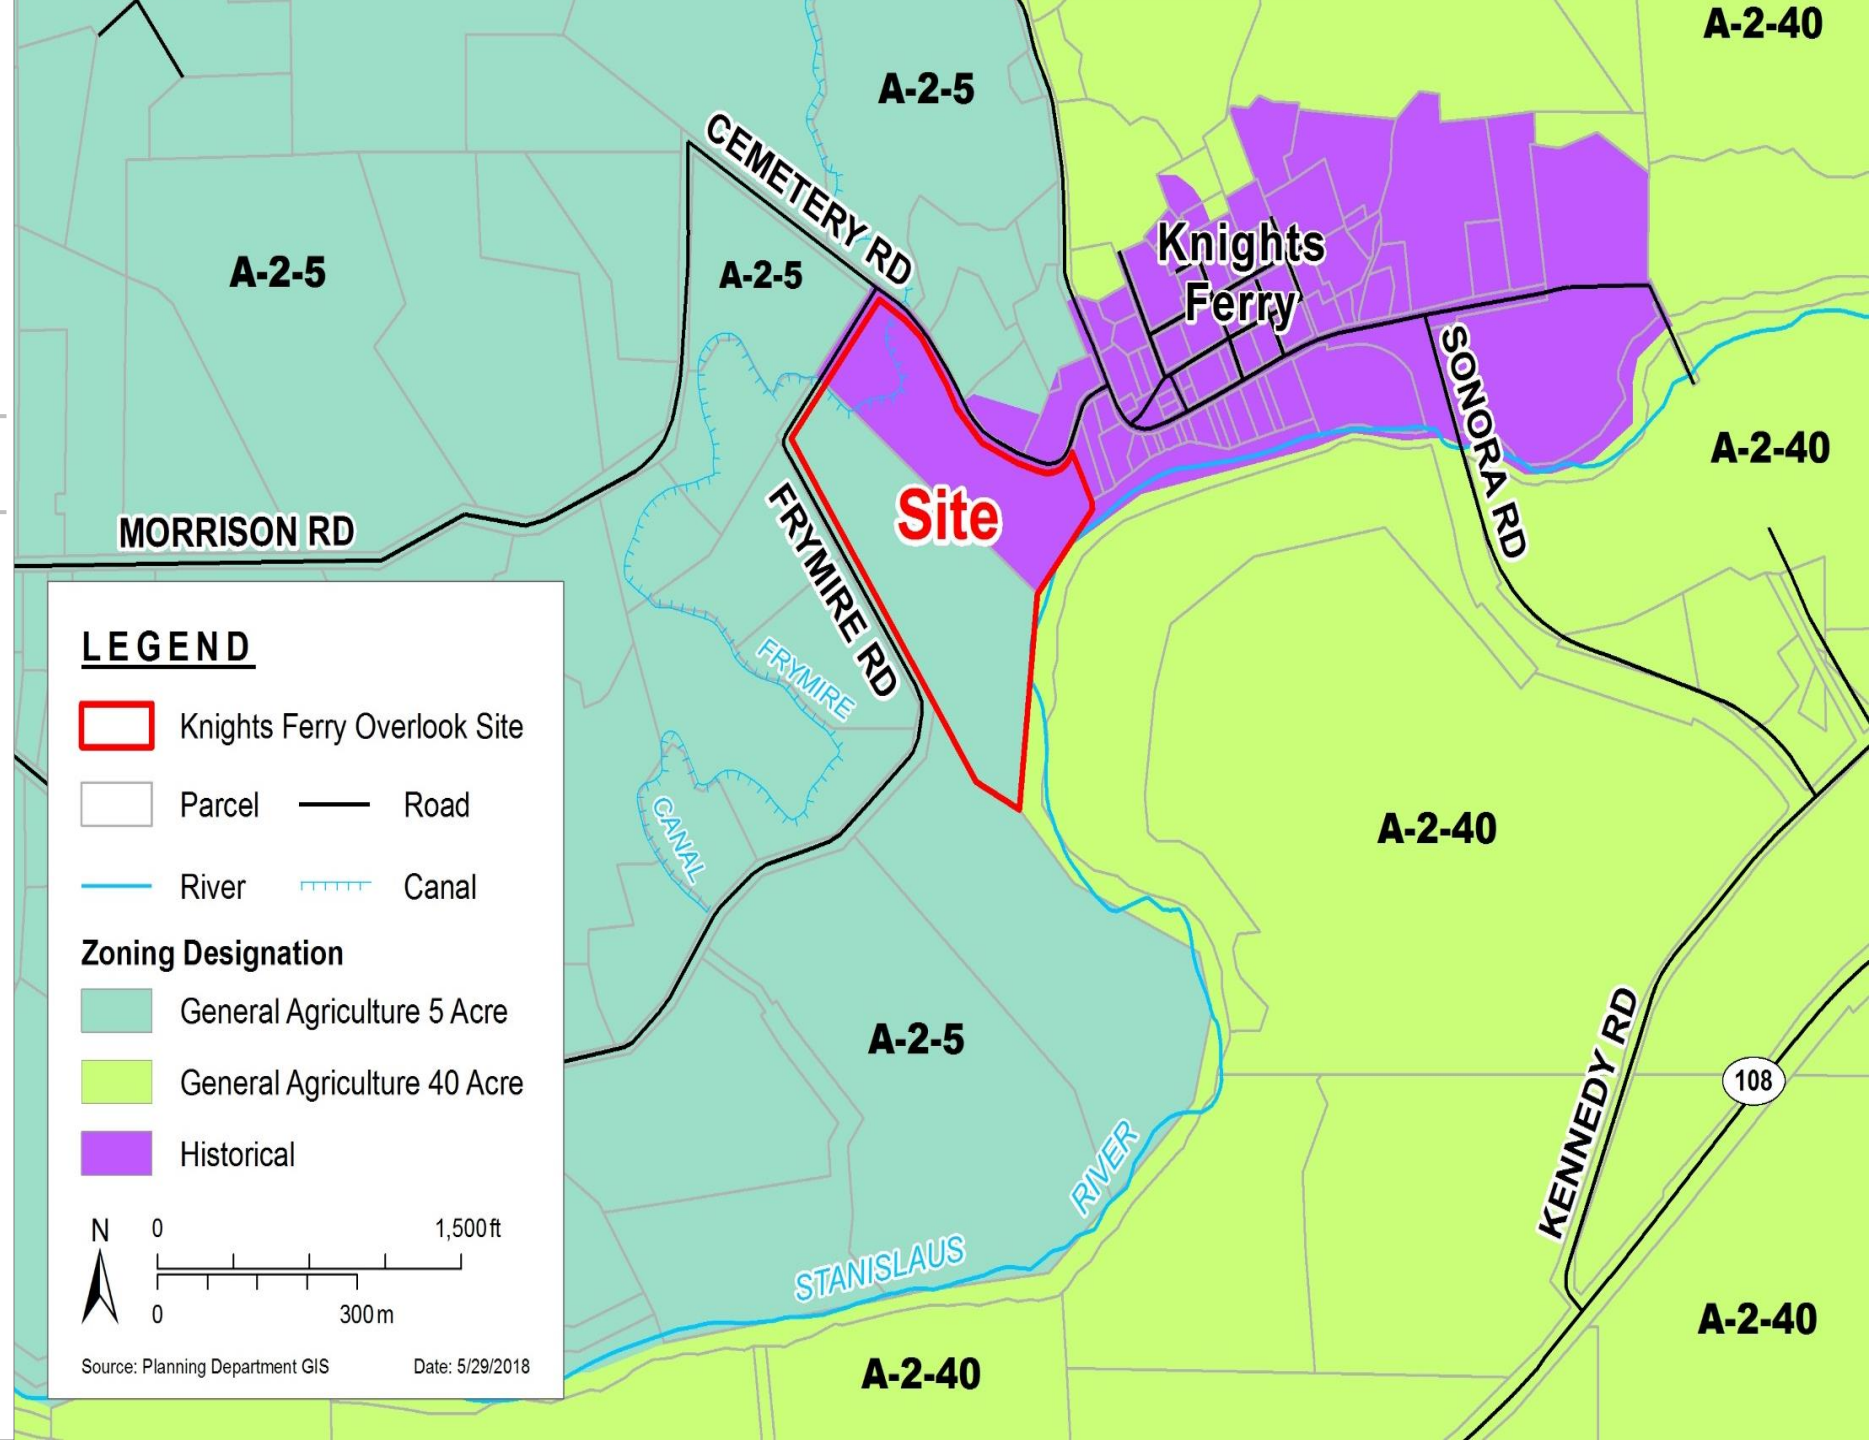 A-2-40
A-2-5
CEMETERY RD
A-2-5
A-2-5
Knights
Ferry
SONORA RD
A-2-40
MORRISON RD
Site
FRYMIRE RD
FRYMIRE
CANAL
A-2-40
A-2-5
KENNEDY RD
108
RIVER
STANISLAUS
A-2-40
A-2-40
LEGEND
Knights Ferry Overlook Site
Parcel
Road
River
Canal
Zoning Designation
General Agriculture 5 Acre
General Agriculture 40 Acre
Historical
N
0 1,500 ft
0 300 m
Source: Planning Department GIS Date: 5/29/2018